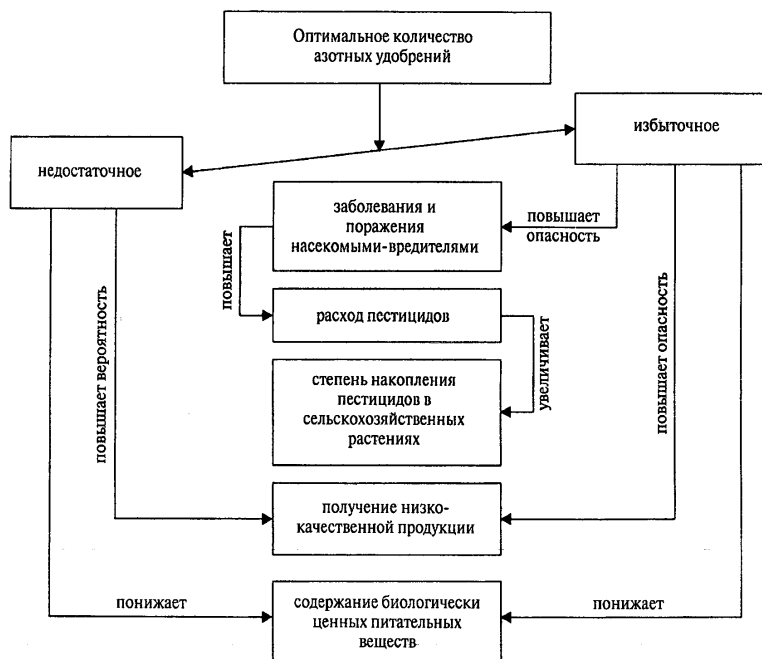 Оптимальное количество
азотных удобрений
избыточное
недостаточное
заболевания и
поражения
насекомыми-вредителями
повышает
опасность
повышает
расход пестицидов
увеличивает
степень накопления
пестицидов в
сельскохозяйственных
растениях
повышает вероятность
повышает опасность
получение низко-
качественной продукции
понижает
содержание биологически
ценных питательных
веществ
понижает